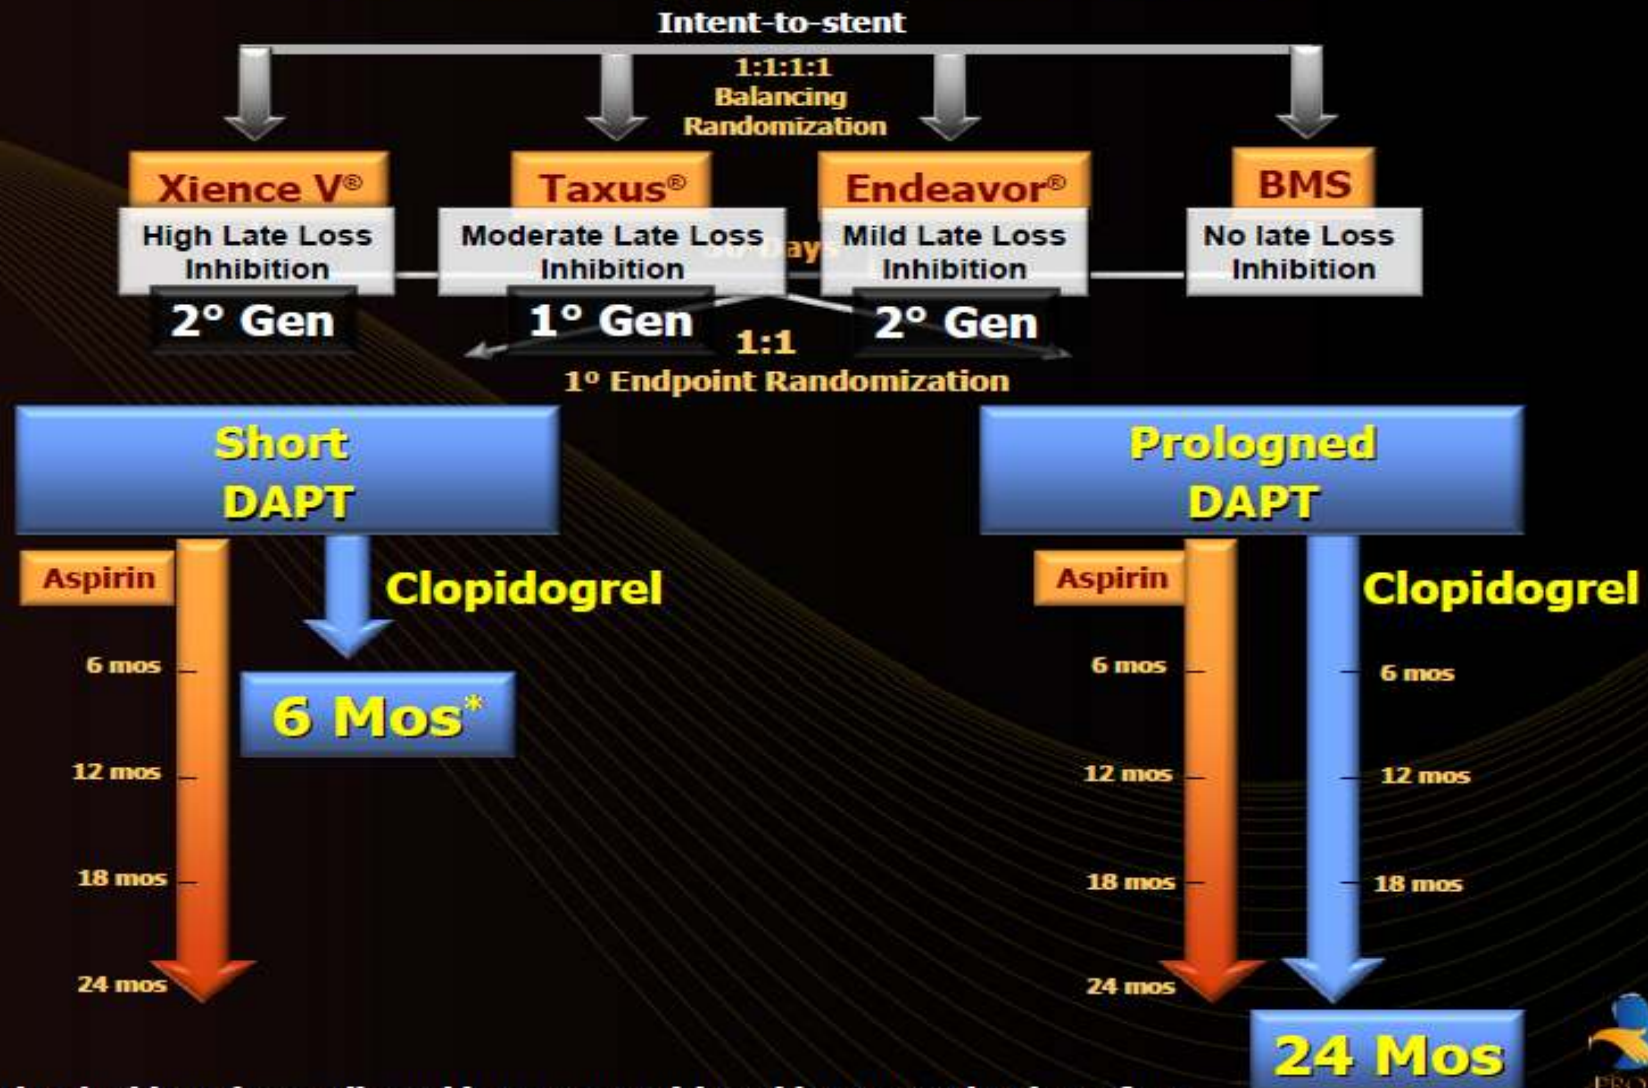 Intent-to-stent
1:1:1:1
Balancing
Randomization
Xience V®
Taxus®
Endeavor®
BMS
High Late Loss
Inhibition
Moderate Late Loss
Inhibition
Mild Late Loss
Inhibition
No late Loss
Inhibition
2° Gen
1° Gen
2° Gen
1:1
1º Endpoint Randomization
Short
DAPT
Prologned
DAPT
Aspirin
Clopidogrel
Aspirin
Clopidogrel
6 mos
12 mos
18 mos
24 mos
6 Mos*
6 mos
12 mos
18 mos
24 mos
6 mos
12 mos
18 mos
24 Mos